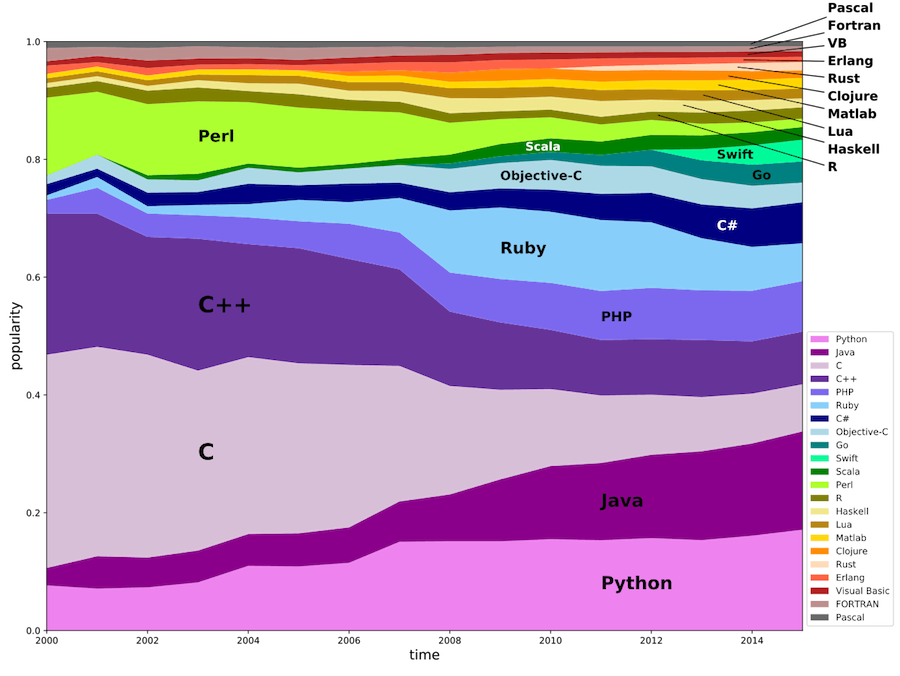 Pascal
Fortran
VB
Erlang
Rust
Clojure
Matlab
Lua
Haskell
R
1.0
0.8
0.6
0.4
0.2
0.0
popularity
Perl
Scala
Swift
Objective-C
Go
C#
Ruby
C++
PHP
C
Java
Python
2000 2002 2004 2006 2008 2010 2012 2014
time
Python
Java
C
C++
PHP
Ruby
C#
Objective-C
Go
Swift
Scala
Perl
R
Haskell
Lua
Matlab
Clojure
Rust
Erlang
Visual Basic
FORTRAN
Pascal